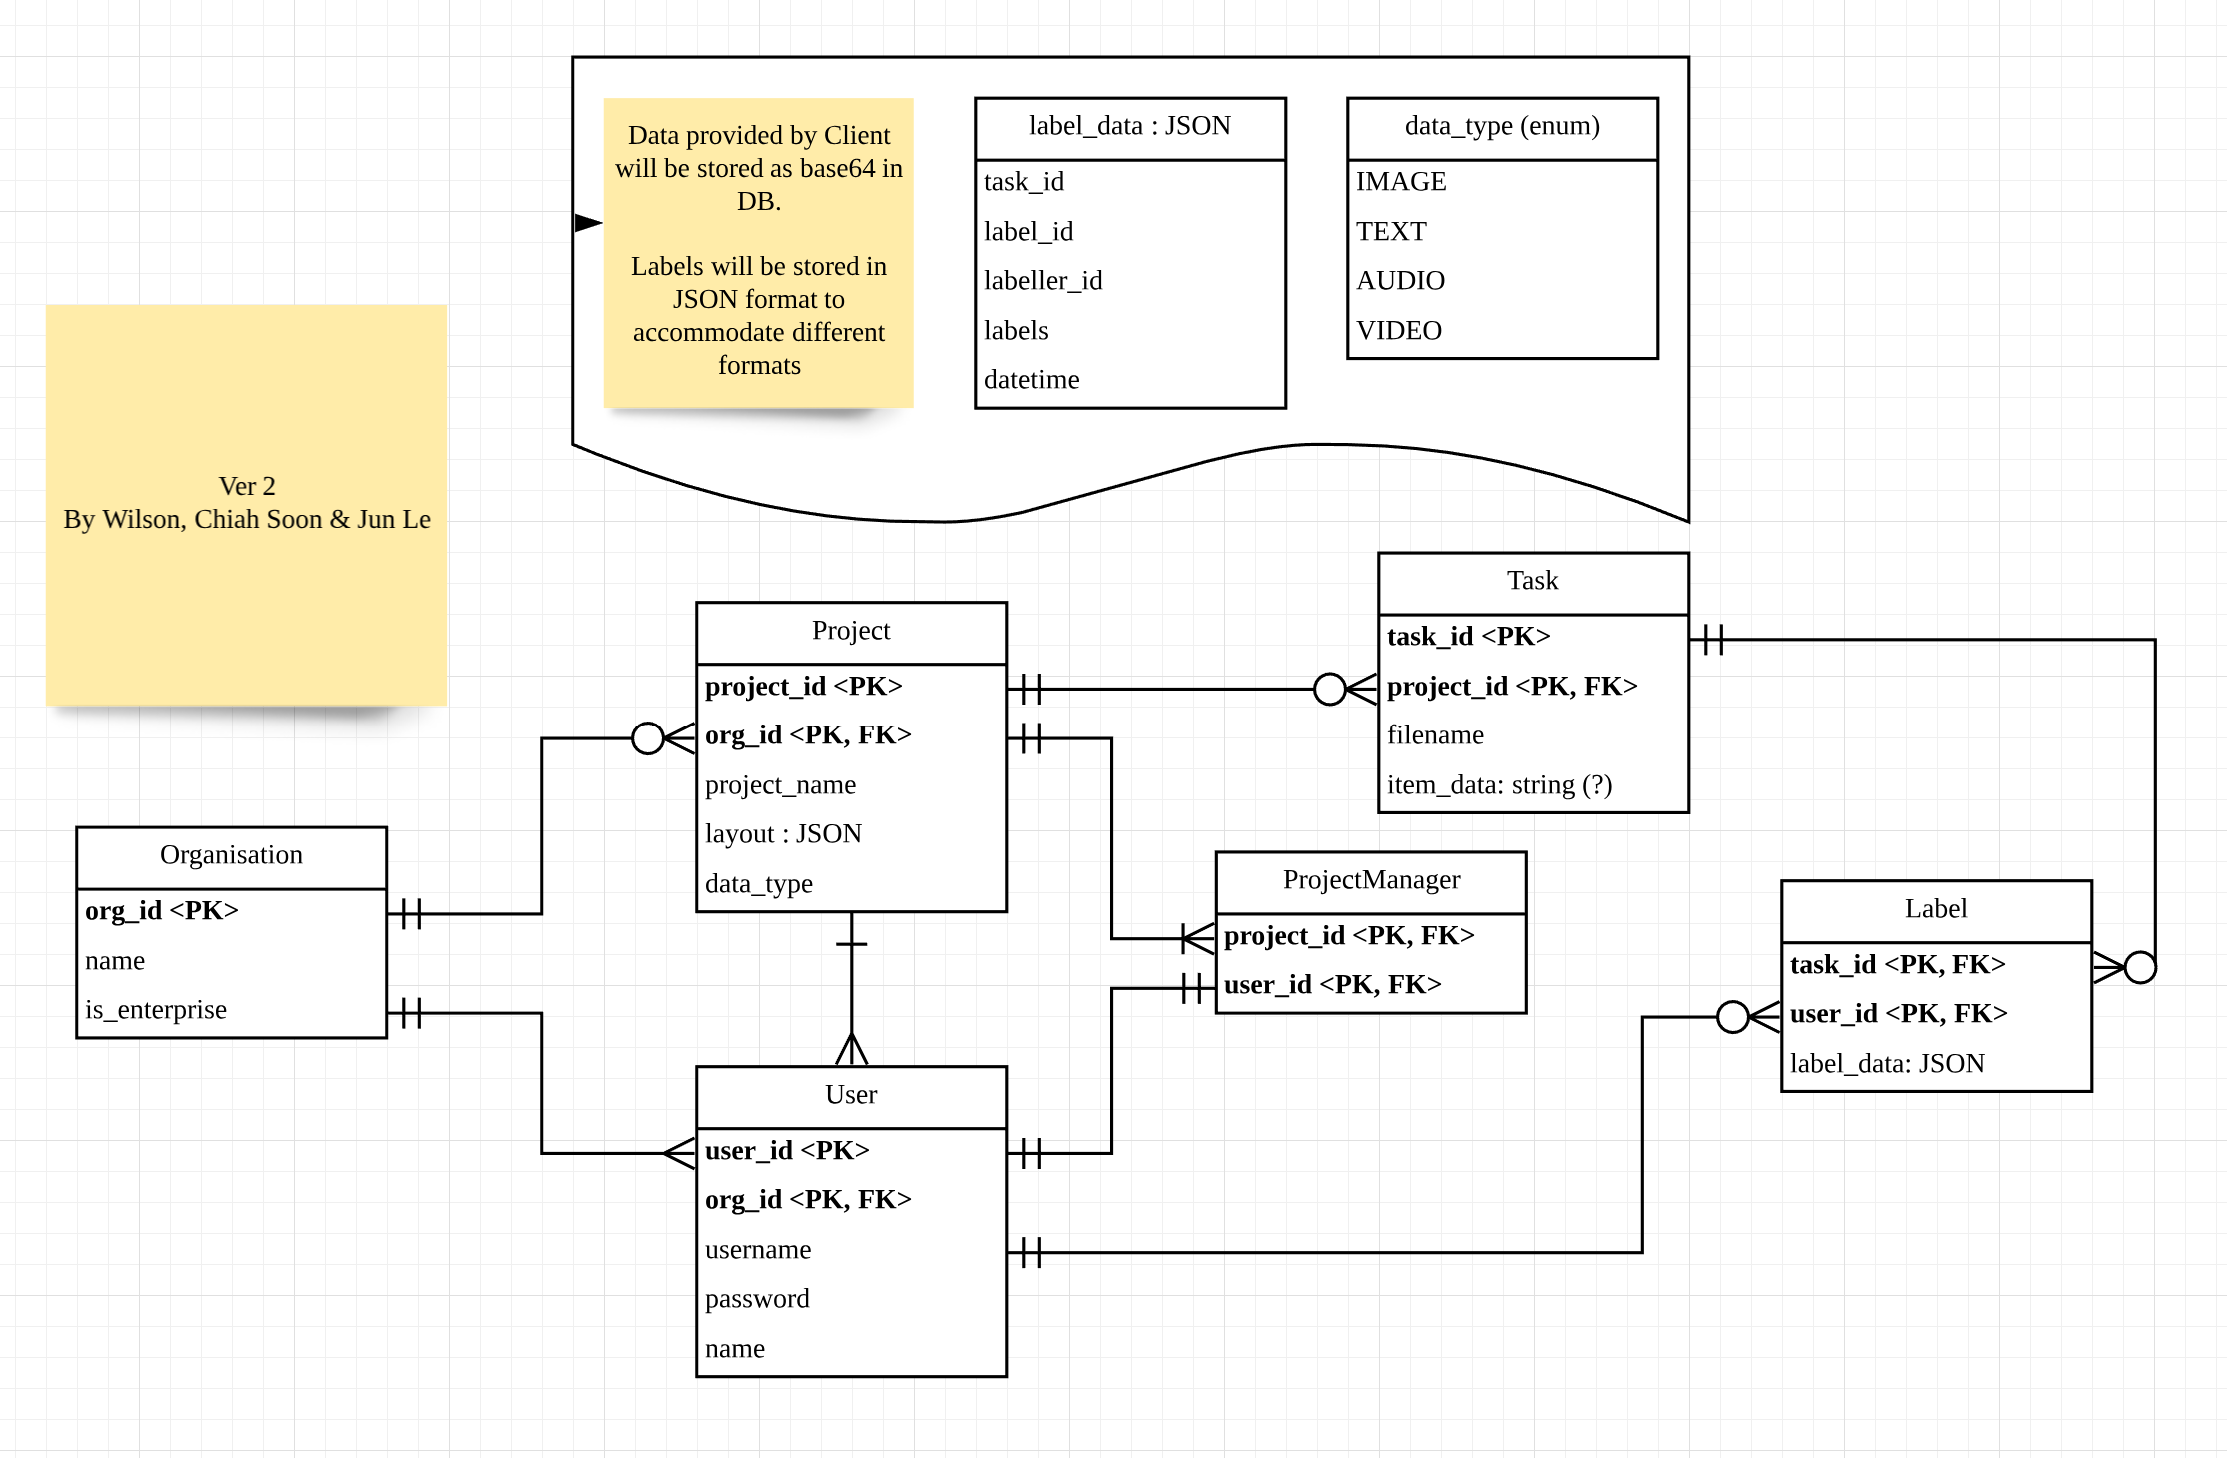 Data provided by Client
will be stored as base64 in
DB.
Labels will be stored in
JSON format to
accommodate different
formats
label_data : JSON
task_id
label_id
labeller_id
labels
datetime
data_type (enum)
IMAGE
TEXT
AUDIO
VIDEO
Ver 2
By Wilson, Chiah Soon & Jun Le
Project
project_id <PK>
org_id <PK, FK>
project_name
layout : JSON
data_type
Task
task_id <PK>
project_id <PK, FK>
filename
item_data: string (?)
Organisation
org_id <PK>
name
is_enterprise
ProjectManager
project_id <PK, FK>
user_id <PK, FK>
Label
task_id <PK, FK>
user_id <PK, FK>
label_data: JSON
User
user_id <PK>
org_id <PK, FK>
username
password
name